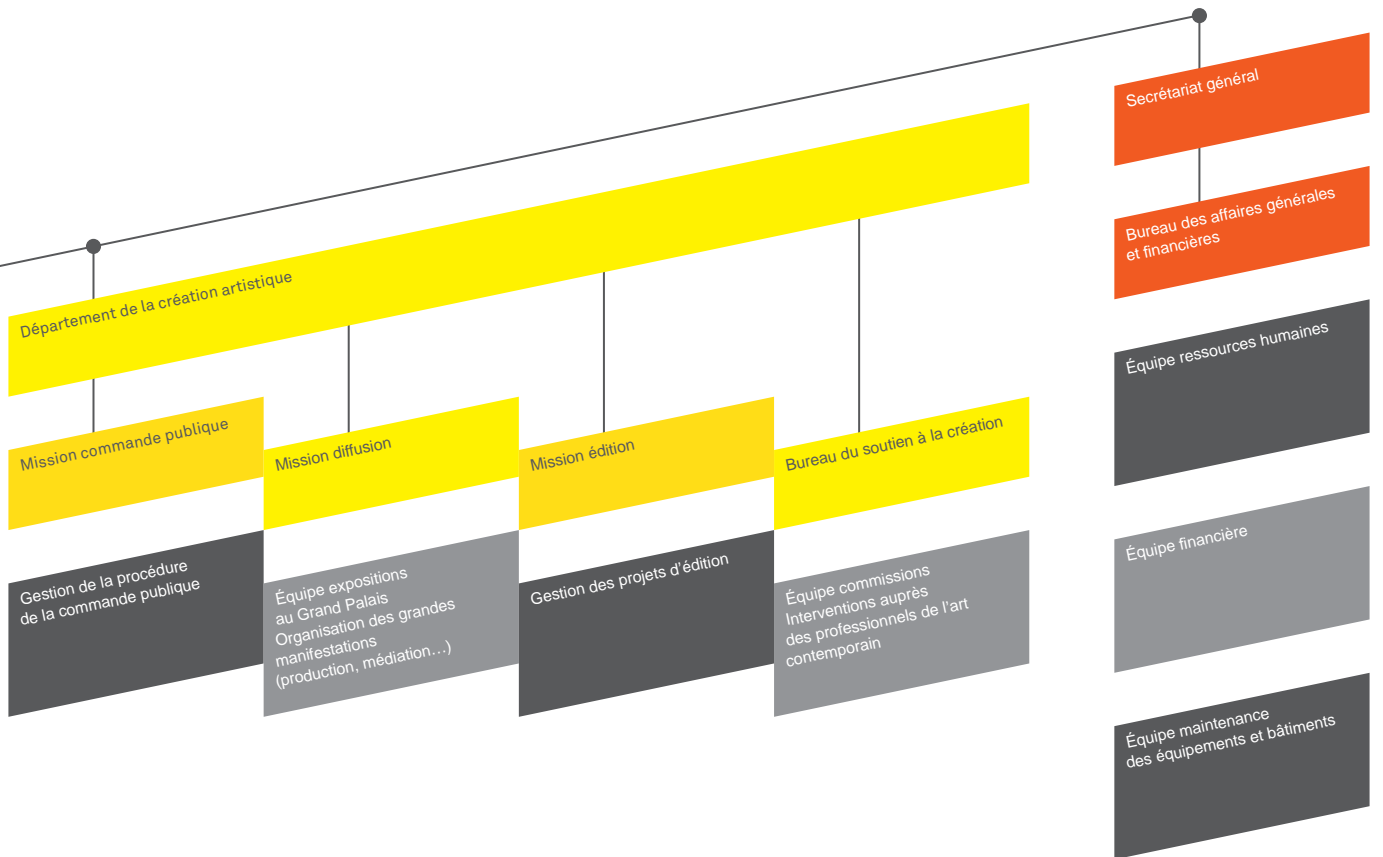 Département de la création artistique
Mission commande publique
Gestion de la procédure
de la commande publique
Mission diffusion
Équipe expositions
au Grand Palais
Organisation des grandes
manifestations
(production, médiation…)
Mission édition
Gestion des projets d'édition
Bureau du soutien à la création
Équipe commissions
Interventions auprès
des professionnels de l'art
contemporain
Secrétariat général
Bureau des affaires générales
et financières
Équipe ressources humaines
Équipe financière
Équipe maintenance
des équipements et bâtiments